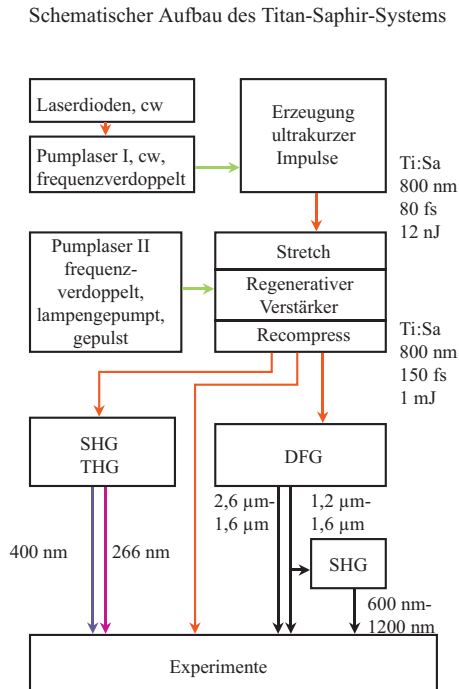 Schematischer Aufbau des Titan-Saphir-Systems
Laserdioden, cw
Pumplaser I, cw,
frequenzverdoppelt
Erzeugung
ultrakurzer
Impulse
Ti:Sa
800 nm
80 fs
12 nJ
Pumplaser II
frequenz-
verdoppelt,
lampengepumpt,
gepulst
Stretch
Regenerativer
Verstärker
Recompress
Ti:Sa
800 nm
150 fs
1 mJ
SHG
THG
DFG
400 nm
266 nm
2,6 µm-
1,6 µm
1,2 µm-
1,6 µm
SHG
600 nm-
1200 nm
Experimente